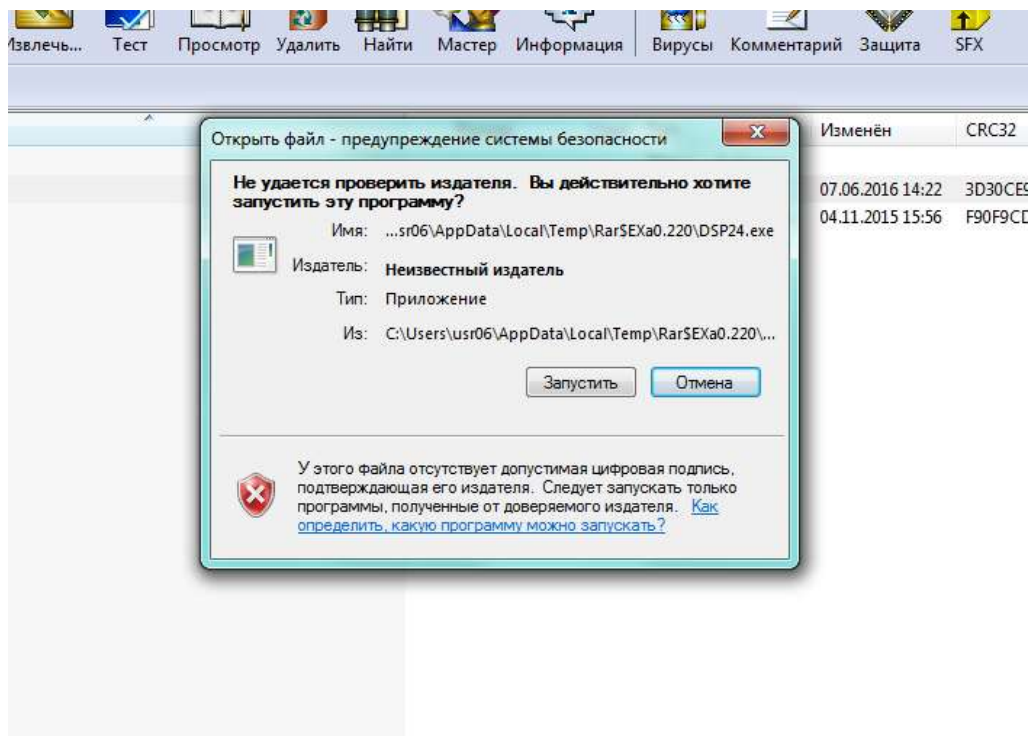 Извлечь... Тест Просмотр Удалить Найти Мастер Информация Вирусы Комментарий Защита SFX
Изменён CRC32
Открыть файл - предупреждение системы безопасности
Не удается проверить издателя. Вы действительно хотите
запустить эту программу?
07.06.2016 14:22 3D30CE9
04.11.2015 15:56 F90F9CD
Имя: ...sr06\AppData\Local\Temp\Rar$EXa0.220\DSP24.exe
Издатель: Неизвестный издатель
Тип: Приложение
Из: C:\Users\usr06\AppData\Local\Temp\Rar$EXa0.220\...
Запустить Отмена
У этого файла отсутствует допустимая цифровая подпись,
подтверждающая его издателя. Следует запускать только
программы, полученные от доверяемого издателя. Как
определить, какую программу можно запускать?